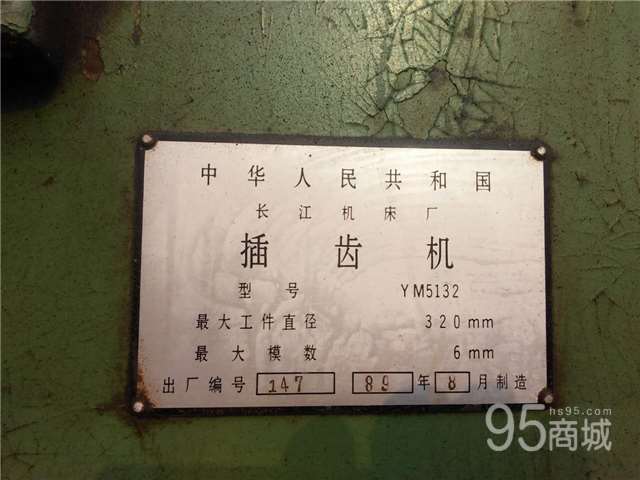 中华人民共和国
长江机床厂
插齿机
型号 YM5132
最大工件直径 320mm
最大模数 6mm
出厂编号 147 89年8月制造
hs95.com
95商城